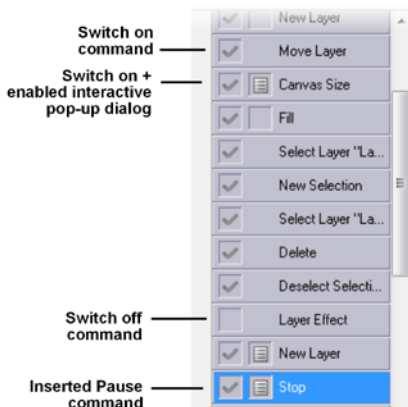 New Layer
Switch on
command
Move Layer
Switch on +
enabled interactive
pop-up dialog
Canvas Size
Fill
Select Layer "La...
New Selection
Select Layer "La...
Delete
Deselect Selecti...
Switch off
command
Layer Effect
New Layer
Inserted Pause
command
Stop